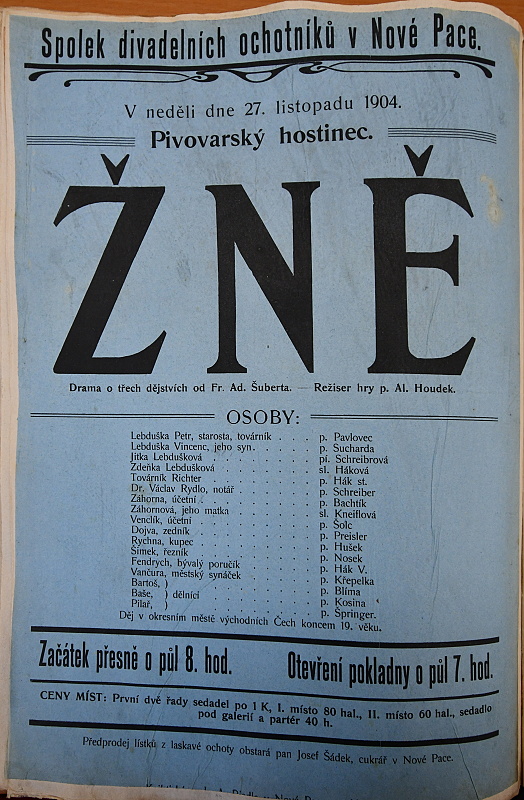 Spolek divadelních ochotníků v Nové Pace.
V neděli dne 27. listopadu 1904.
Pivovarský hostinec.
ŽNĚ
Drama o třech dějstvích od Fr. Ad. Šuberta. — Režiser hry p. Al. Houdek.
OSOBY:
Lebduška Petr, starosta, továrník . . . . p. Pavlovec
Lebduška Vincenc, jeho syn . . . . . p. Sucharda
Jitka Lebdušková . . . . . . . . pí. Schreibrová
Zdeňka Lebdušková . . . . . . . sl. Háková
Továrník Richter . . . . . . . . p. Hák st.
Dr. Václav Rydlo, notář . . . . . . p. Schreiber
Záhorna, účetní . . . . . . . . p. Bachtík
Záhornová, jeho matka . . . . . . sl. Kneiflová
Venclík, účetní . . . . . . . . p. Šolc
Dojva, zedník . . . . . . . . p. Preisler
Rychna, kupec . . . . . . . . p. Hušek
Šimek, řezník . . . . . . . . p. Nosek
Fendrych, bývalý poručík . . . . . . p. Hák V.
Vančura, městský synáček . . . . . p. Křepelka
Bartoš, } . . . . . . . . p. Blíma
Baše, } dělníci . . . . . . . p. Kosina
Pilař, } . . . . . . . . p. Špringer.
Děj v okresním městě východních Čech koncem 19. věku.
Začátek přesně o půl 8. hod. Otevření pokladny o půl 7. hod.
CENY MÍST: První dvě řady sedadel po 1 K, I. místo 80 hal., II. místo 60 hal., sedadlo
pod galerií a partér 40 h.
Předprodej lístků z laskavé ochoty obstará pan Josef Šádek, cukrář v Nové Pace.